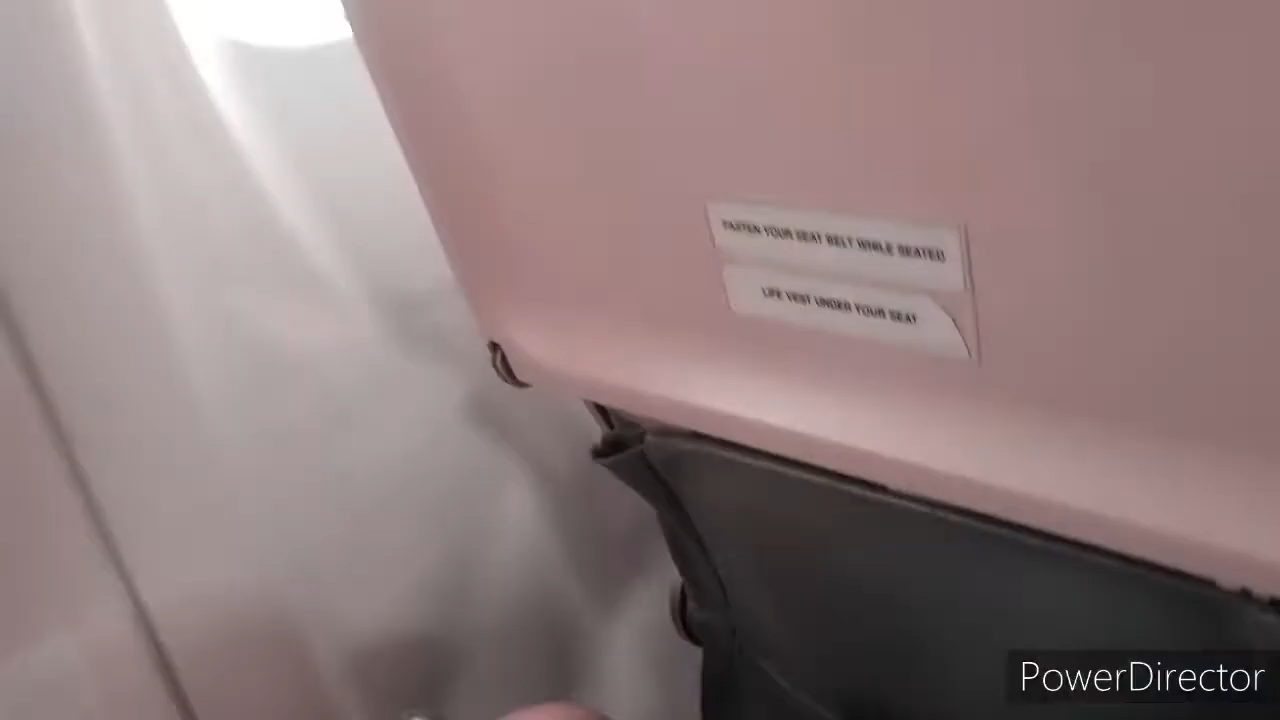 FASTEN YOUR SEAT BELT WHILE SEATED
LIFE VEST UNDER YOUR SEAT
PowerDirector